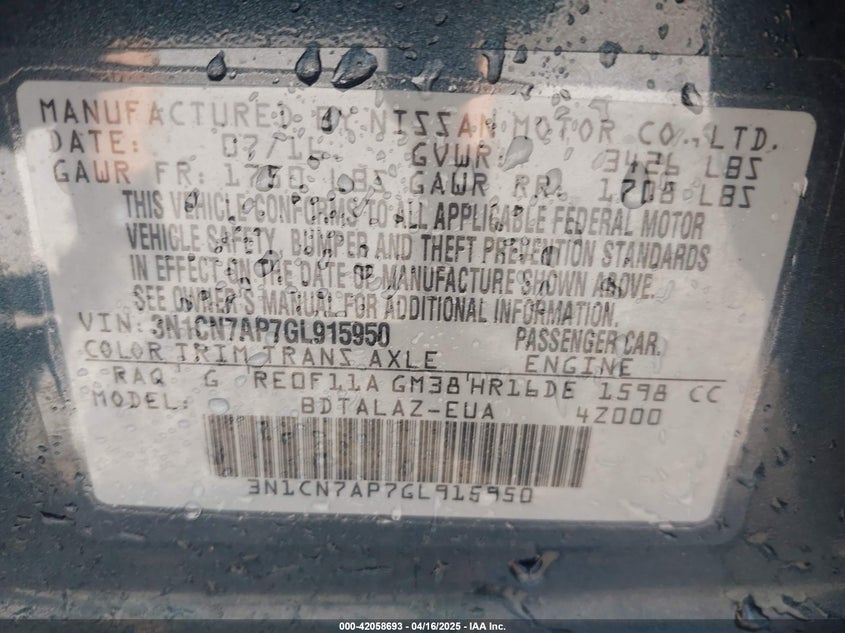 MANUFACTURED BY NISSAN MOTOR CO., LTD.
DATE: 07/16 GVWR: 3426 LBS
GAWR FR: 1750 LBS GAWR RR: 1708 LBS
THIS VEHICLE CONFORMS TO ALL APPLICABLE FEDERAL MOTOR
VEHICLE SAFETY, BUMPER AND THEFT PREVENTION STANDARDS
IN EFFECT ON THE DATE OF MANUFACTURE SHOWN ABOVE.
SEE OWNER'S MANUAL FOR ADDITIONAL INFORMATION.
VIN: 3N1CN7AP7GL915950 PASSENGER CAR.
COLOR TRIM TRANS AXLE ENGINE
RAQ G RE0F11A GM38 HR16DE 1598 CC
MODEL: BDTALAZ-EUA 4Z000
3N1CN7AP7GL915950
000-42058693 - 04/16/2025 - IAA Inc.